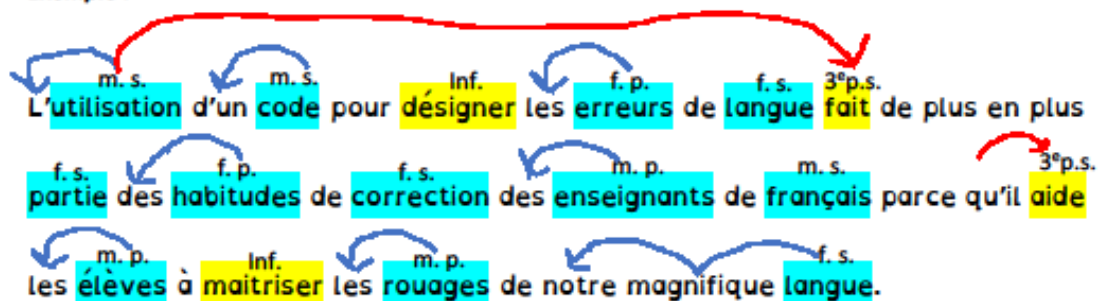 m. s. m. s. Inf. f. p. f. s. 3ᵉp.s.
L'utilisation d'un code pour désigner les erreurs de langue fait de plus en plus
f. s. f. p. f. s. m. p. m. s. 3ᵉp.s.
partie des habitudes de correction des enseignants de français parce qu'il aide
m. p. Inf. m. p. f. s.
les élèves à maitriser les rouages de notre magnifique langue.